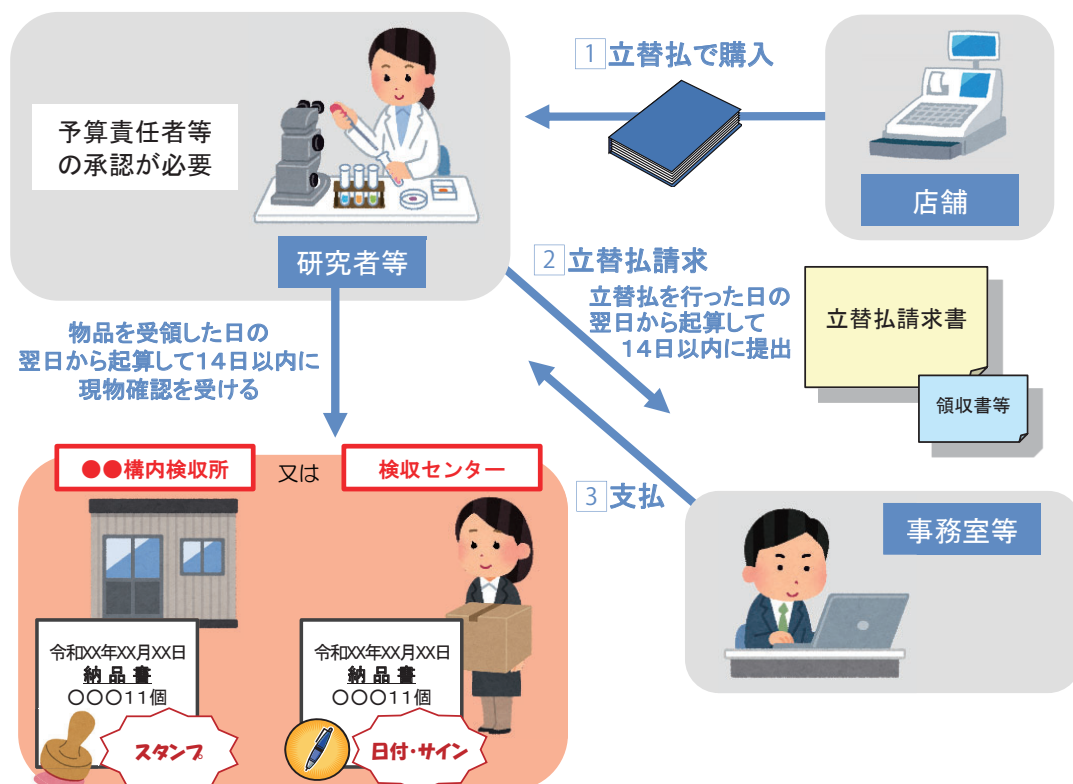 1 立替払で購入
予算責任者等
の承認が必要
店舗
研究者等
2 立替払請求
立替払を行った日の
翌日から起算して
14日以内に提出
立替払請求書
領収書等
物品を受領した日の
翌日から起算して14日以内に
現物確認を受ける
●●構内検収所
又は
検収センター
3 支払
事務室等
令和XX年XX月XX日
納品書
〇〇〇11個
スタンプ
令和XX年XX月XX日
納品書
〇〇〇11個
日付・サイン